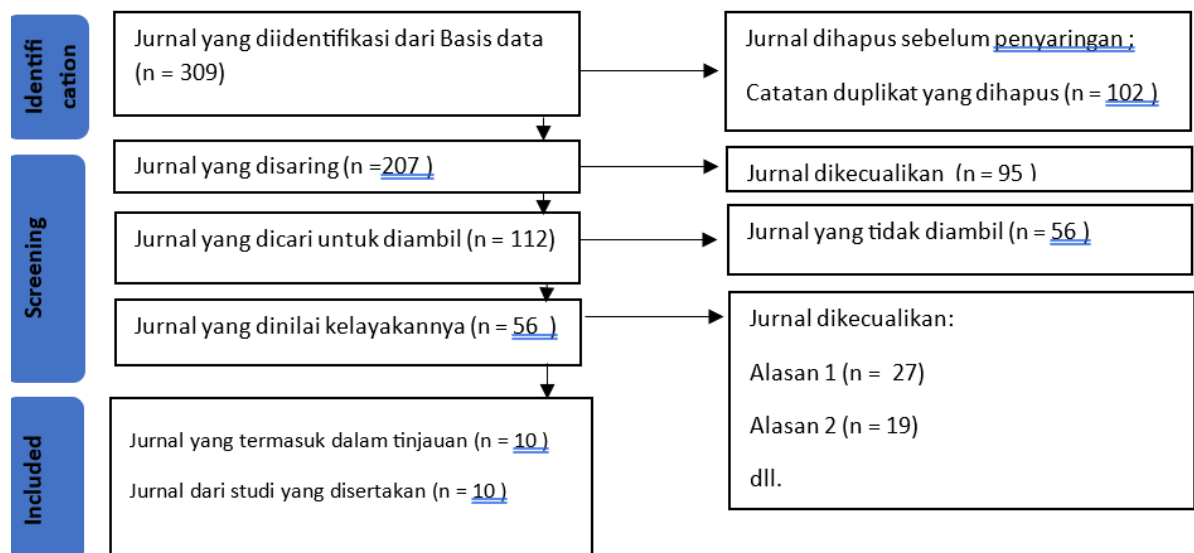 Identifi
cation
Jurnal yang diidentifikasi dari Basis data
(n = 309)
Jurnal dihapus sebelum penyaringan ;
Catatan duplikat yang dihapus (n = 102 )
Screening
Jurnal yang disaring (n =207 )
Jurnal dikecualikan (n = 95 )
Jurnal yang dicari untuk diambil (n = 112)
Jurnal yang tidak diambil (n = 56 )
Jurnal yang dinilai kelayakannya (n = 56 )
Jurnal dikecualikan:
Alasan 1 (n = 27)
Alasan 2 (n = 19)
dll.
Included
Jurnal yang termasuk dalam tinjauan (n = 10 )
Jurnal dari studi yang disertakan (n = 10 )